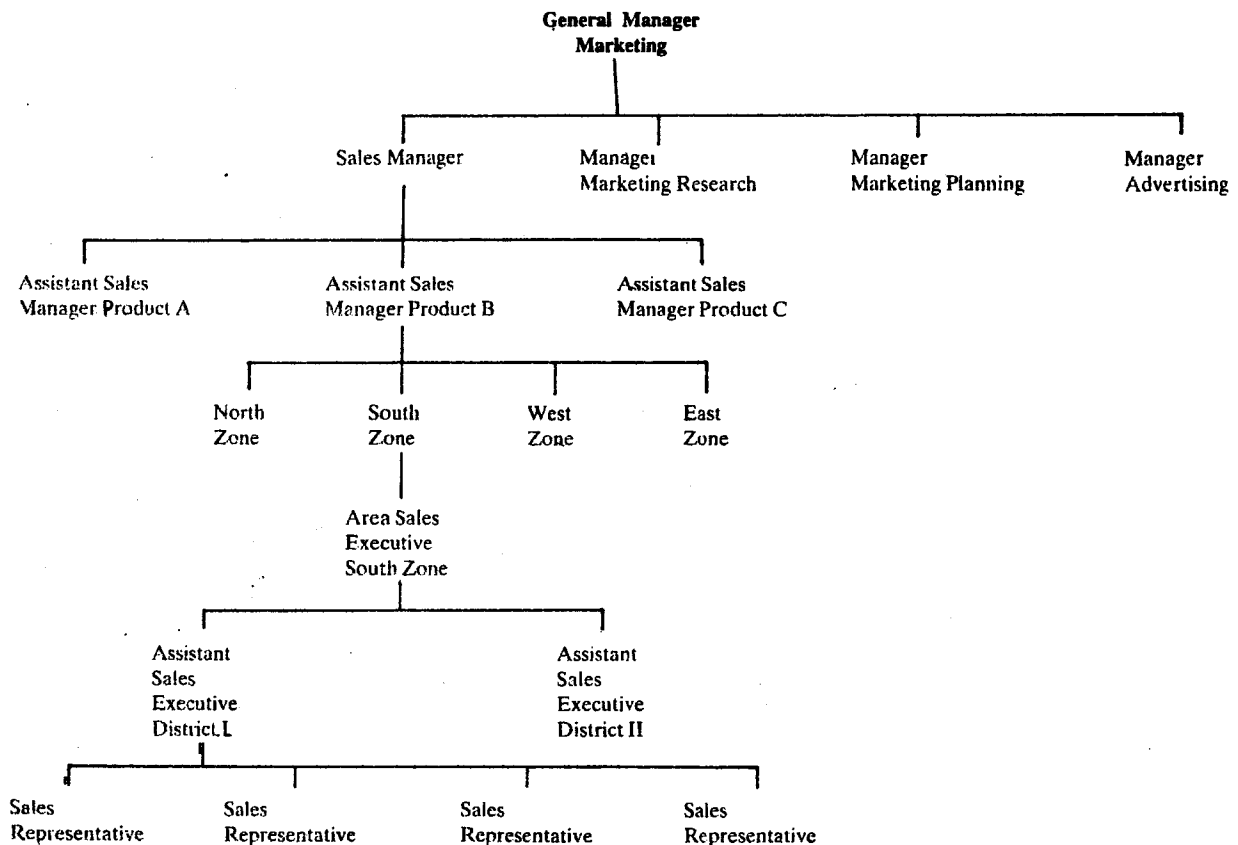 General Manager
Marketing
Sales Manager
Manager
Marketing Research
Manager
Marketing Planning
Manager
Advertising
Assistant Sales
Manager Product A
Assistant Sales
Manager Product B
Assistant Sales
Manager Product C
North
Zone
South
Zone
West
Zone
East
Zone
Area Sales
Executive
South Zone
Assistant
Sales
Executive
District I
Assistant
Sales
Executive
District II
Sales
Representative
Sales
Representative
Sales
Representative
Sales
Representative